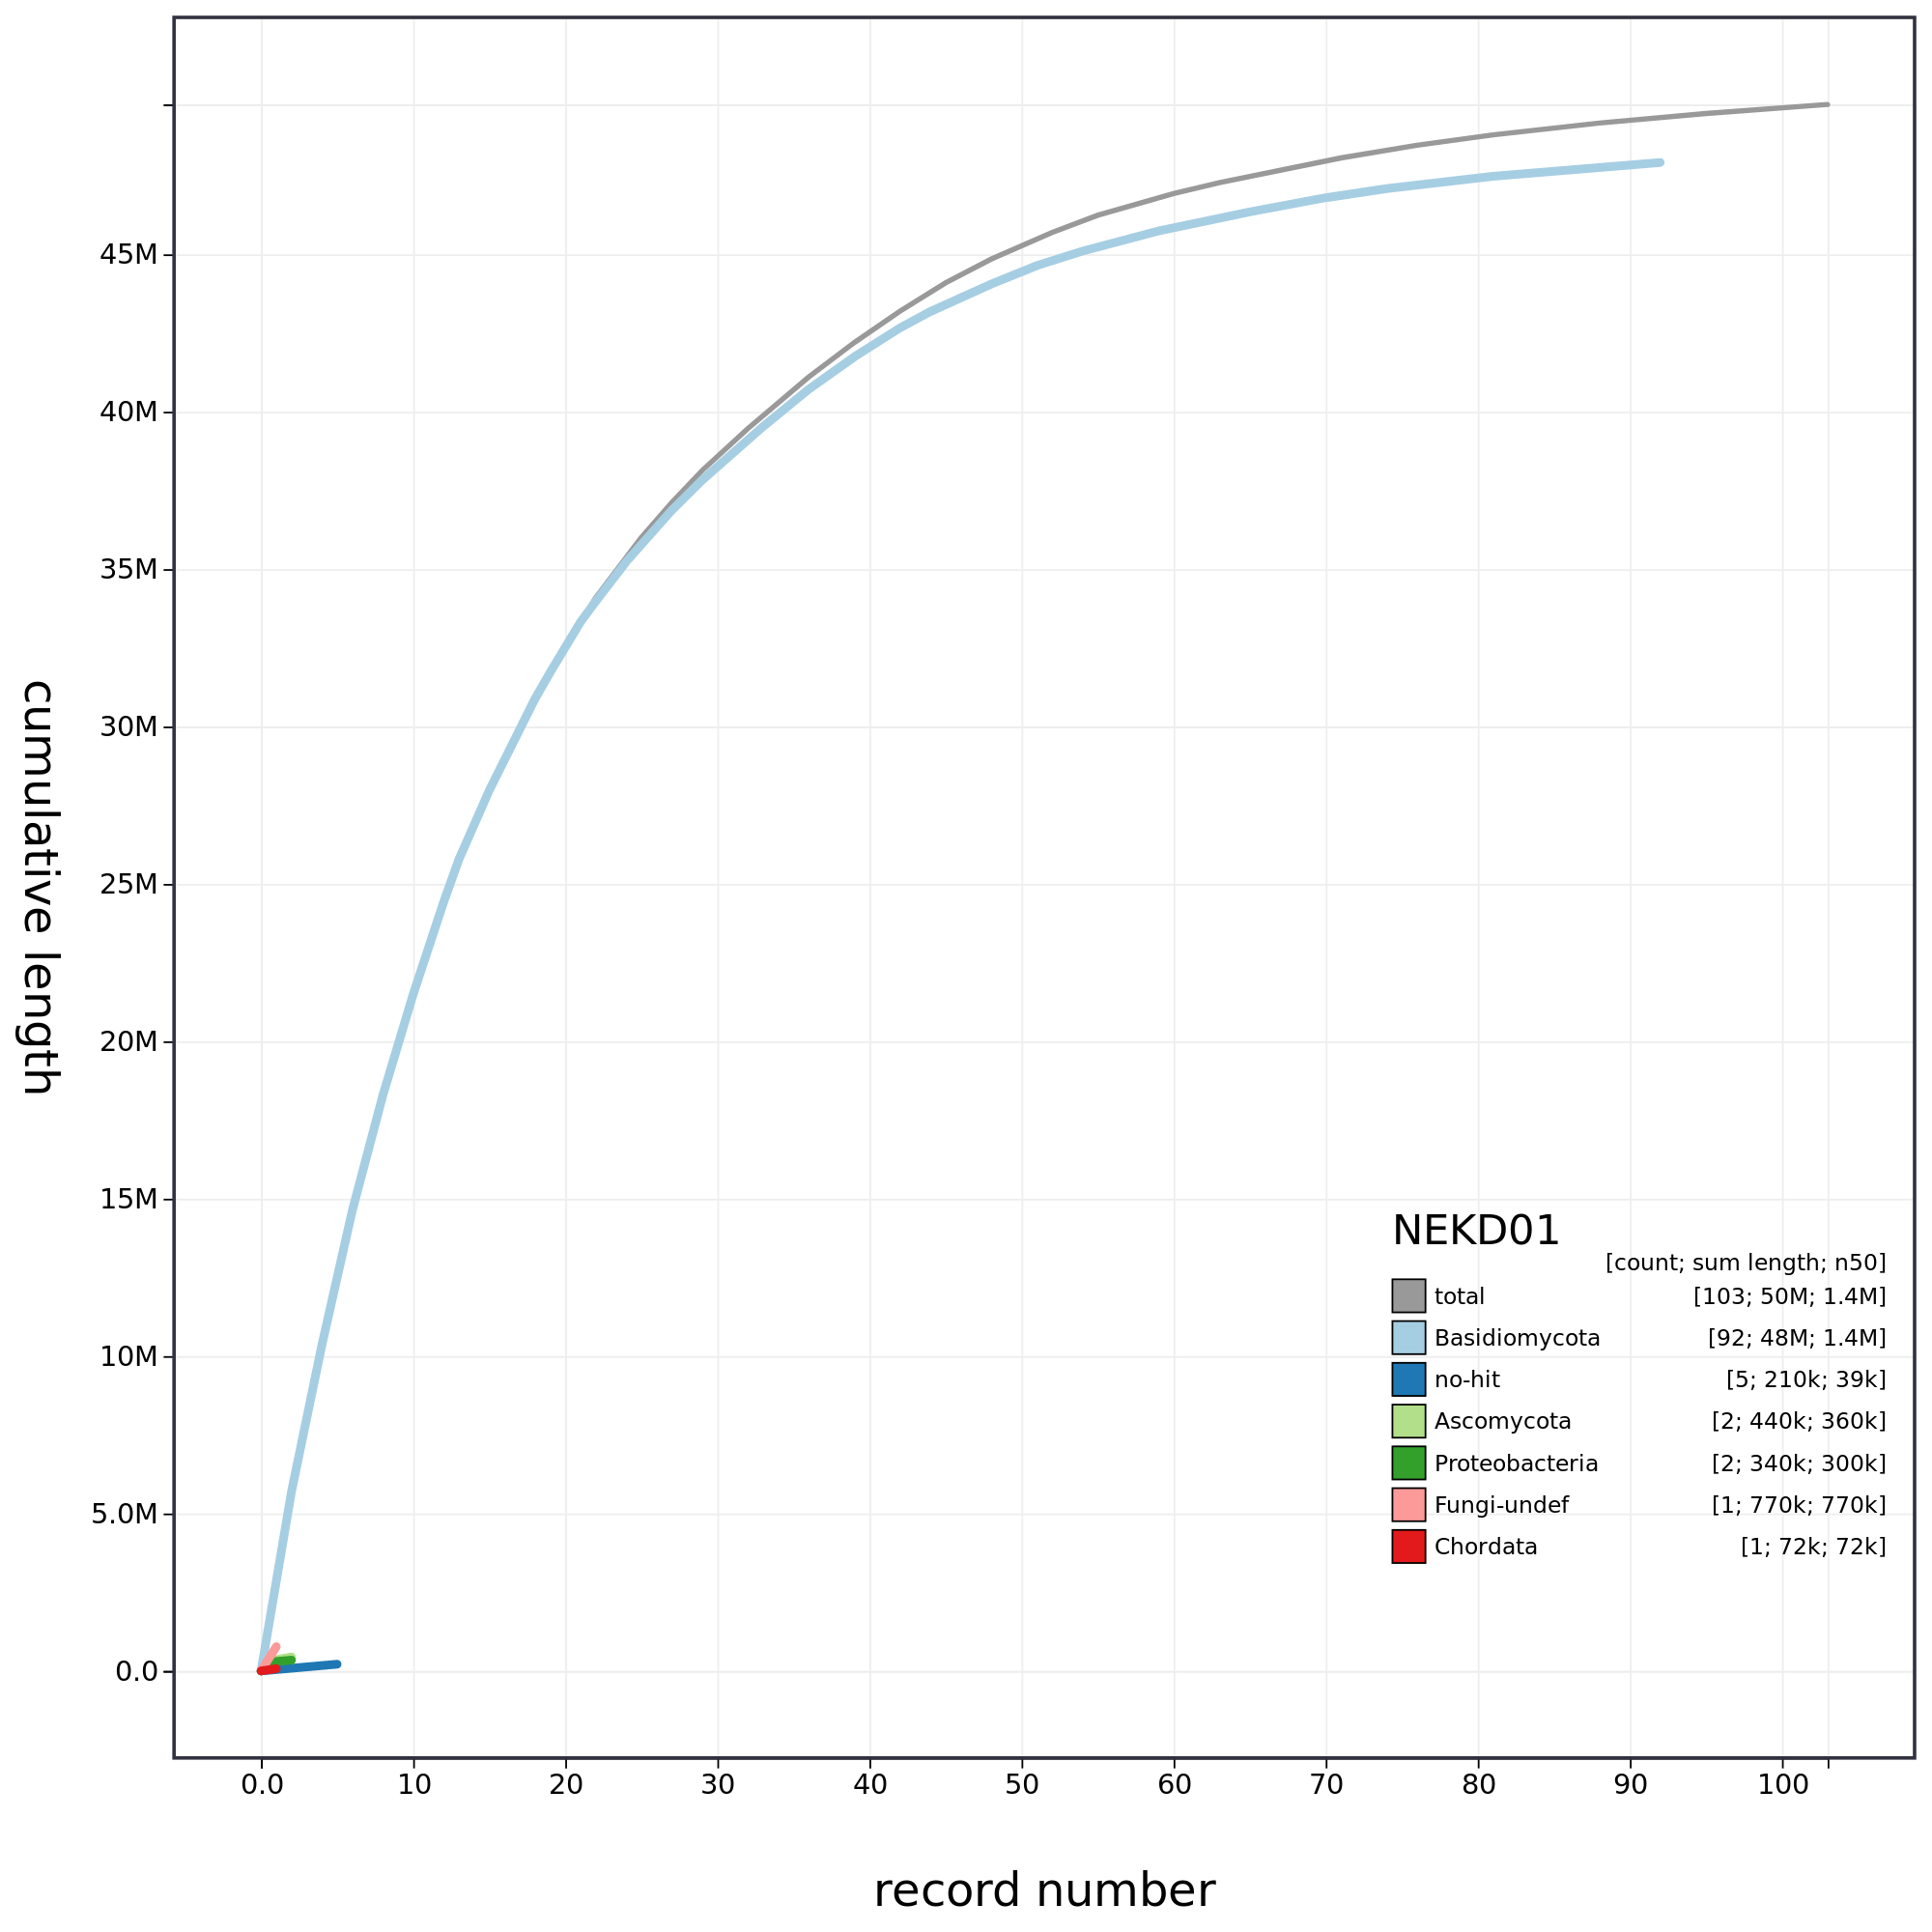 cumulative length
45M
40M
35M
30M
25M
20M
15M
10M
5.0M
0.0
NEKD01
[count; sum length; n50]
total [103; 50M; 1.4M]
Basidiomycota [92; 48M; 1.4M]
no-hit [5; 210k; 39k]
Ascomycota [2; 440k; 360k]
Proteobacteria [2; 340k; 300k]
Fungi-undef [1; 770k; 770k]
Chordata [1; 72k; 72k]
0.0 10 20 30 40 50 60 70 80 90 100
record number